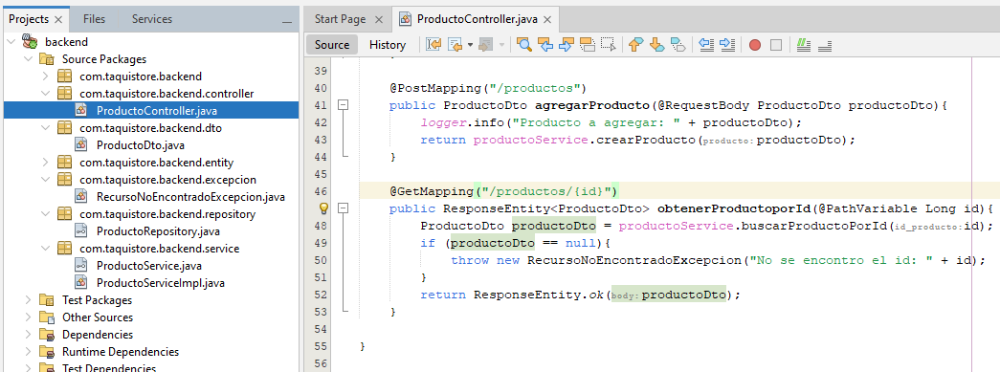 Projects
Files
Services
backend
Source Packages
com.taquistore.backend
com.taquistore.backend.controller
ProductoController.java
com.taquistore.backend.dto
ProductoDto.java
com.taquistore.backend.entity
com.taquistore.backend.excepcion
RecursoNoEncontradoExcepcion.java
com.taquistore.backend.repository
ProductoRepository.java
com.taquistore.backend.service
ProductoService.java
ProductoServiceImpl.java
Test Packages
Other Sources
Dependencies
Runtime Dependencies
Test Dependencies
Start Page
ProductoController.java
Source
History
39
40 @PostMapping("/productos")
41 public ProductoDto agregarProducto(@RequestBody ProductoDto productoDto){
42 logger.info("Producto a agregar: " + productoDto);
43 return productoService.crearProducto(producto: productoDto);
44 }
45
46 @GetMapping("/productos/{id}")
public ResponseEntity<ProductoDto> obtenerProductoporId(@PathVariable Long id){
48 ProductoDto productoDto = productoService.buscarProductoPorId(id_producto: id);
49 if (productoDto == null){
50 throw new RecursoNoEncontradoExcepcion("No se encontro el id: " + id);
51 }
52 return ResponseEntity.ok(body: productoDto);
53 }
54
55 }
56